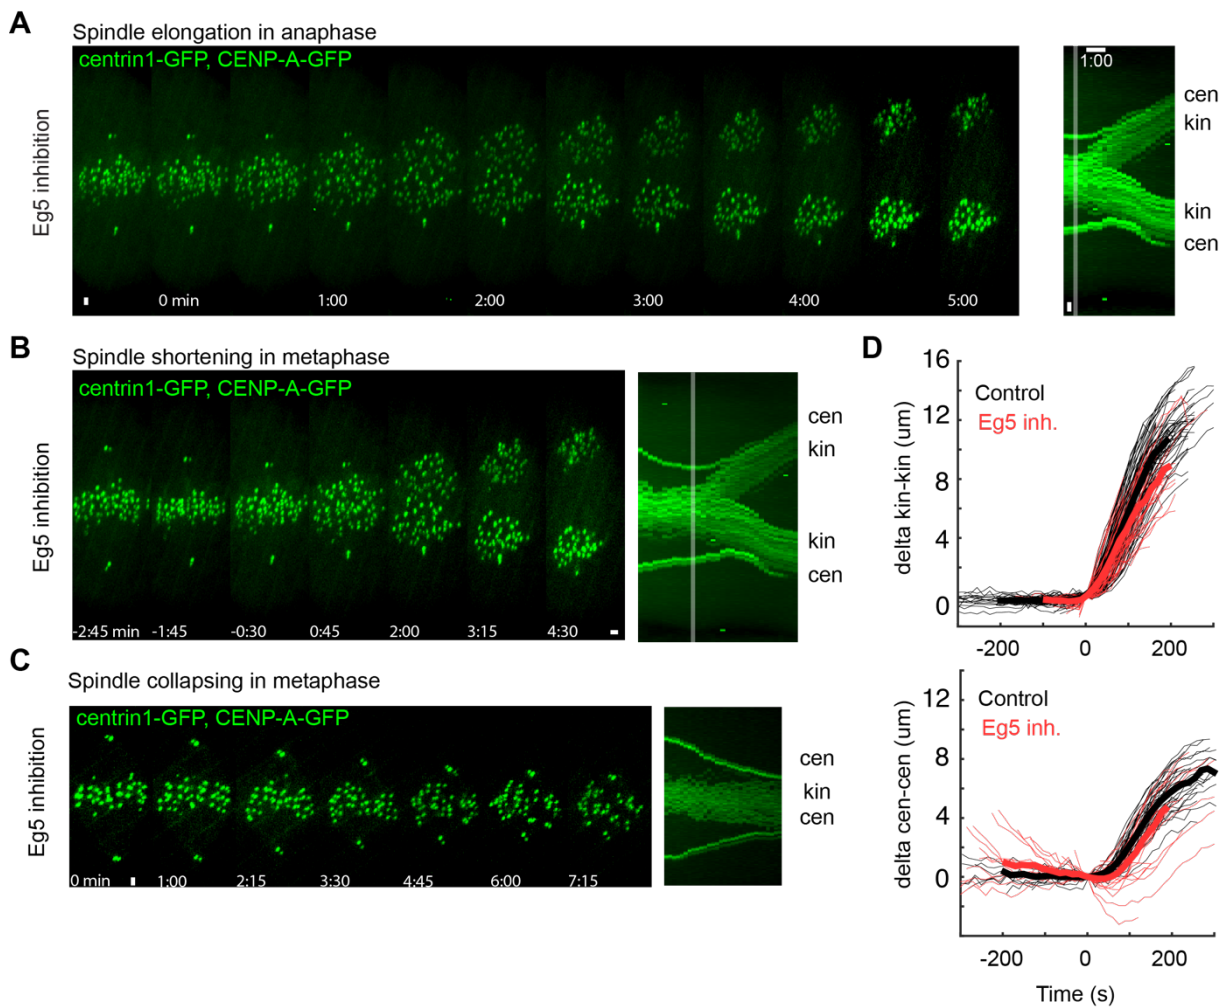 A
Spindle elongation in anaphase
centrin1-GFP, CENP-A-GFP
Eg5 inhibition
0 min 1:00 2:00 3:00 4:00 5:00
1:00
cen
kin
kin
cen
B
Spindle shortening in metaphase
centrin1-GFP, CENP-A-GFP
Eg5 inhibition
-2:45 min -1:45 -0:30 0:45 2:00 3:15 4:30
cen
kin
kin
cen
C
Spindle collapsing in metaphase
centrin1-GFP, CENP-A-GFP
Eg5 inhibition
0 min 1:00 2:15 3:30 4:45 6:00 7:15
cen
kin
cen
D
16
12
8
4
0
Control
Eg5 inh.
delta kin-kin (um)
-200 0 200
12
8
4
0
Control
Eg5 inh.
delta cen-cen (um)
-200 0 200
Time (s)